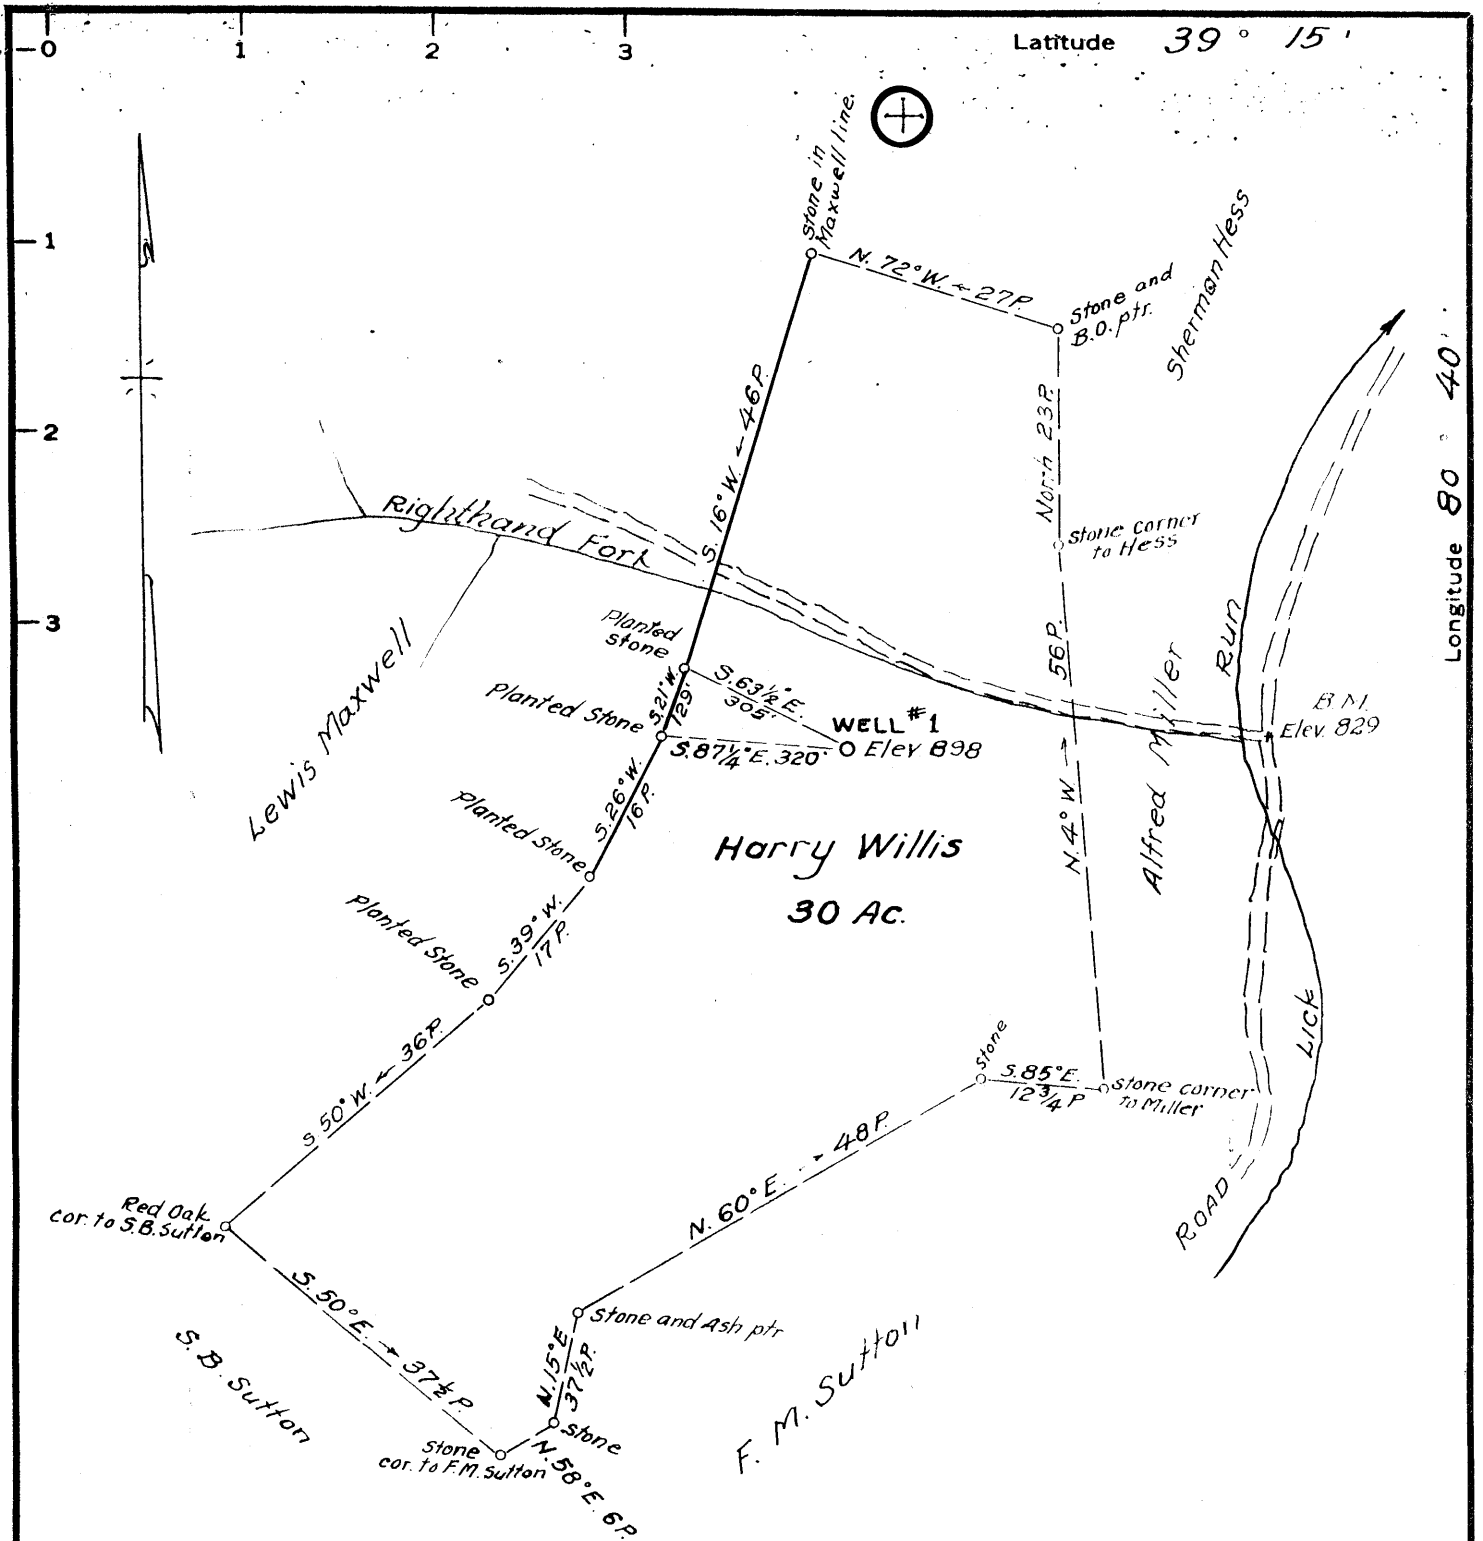 0 1 2 3
Latitude 39° 15'
1
2
3
Longitude 80° 40'
Stone in
Maxwell line.
N. 72° W. ← 27P.
Stone and
B.O. ptr.
Sherman Hess
S. 16° W. ← 46P.
North 23P.
Stone corner
to Hess
Righthand Fork
Planted
stone
S. 21° W.
129'
S. 63½° E.
305'
Planted Stone
S. 87¼° E. 320'
WELL #1
Elev 898
56P.
N. 4° W →
Alfred Miller
Run
B.M.
Elev. 829
Lewis Maxwell
S. 26° W.
16 P.
Planted Stone
Harry Willis
30 Ac.
Planted Stone
S. 39° W.
17 P.
S 50° W. ← 36P.
Stone
S. 85° E.
12¾ P
Stone corner
to Miller
Lick
ROAD
Red Oak
cor. to S.B. Sutton
N. 60° E. → 48P.
S. 50° E. → 37½ P.
Stone and Ash ptr
N. 15° E
37½ P.
S. B. Sutton
F. M. Sutton
Stone
Stone
cor. to F.M. Sutton
N. 58° E. 6P.